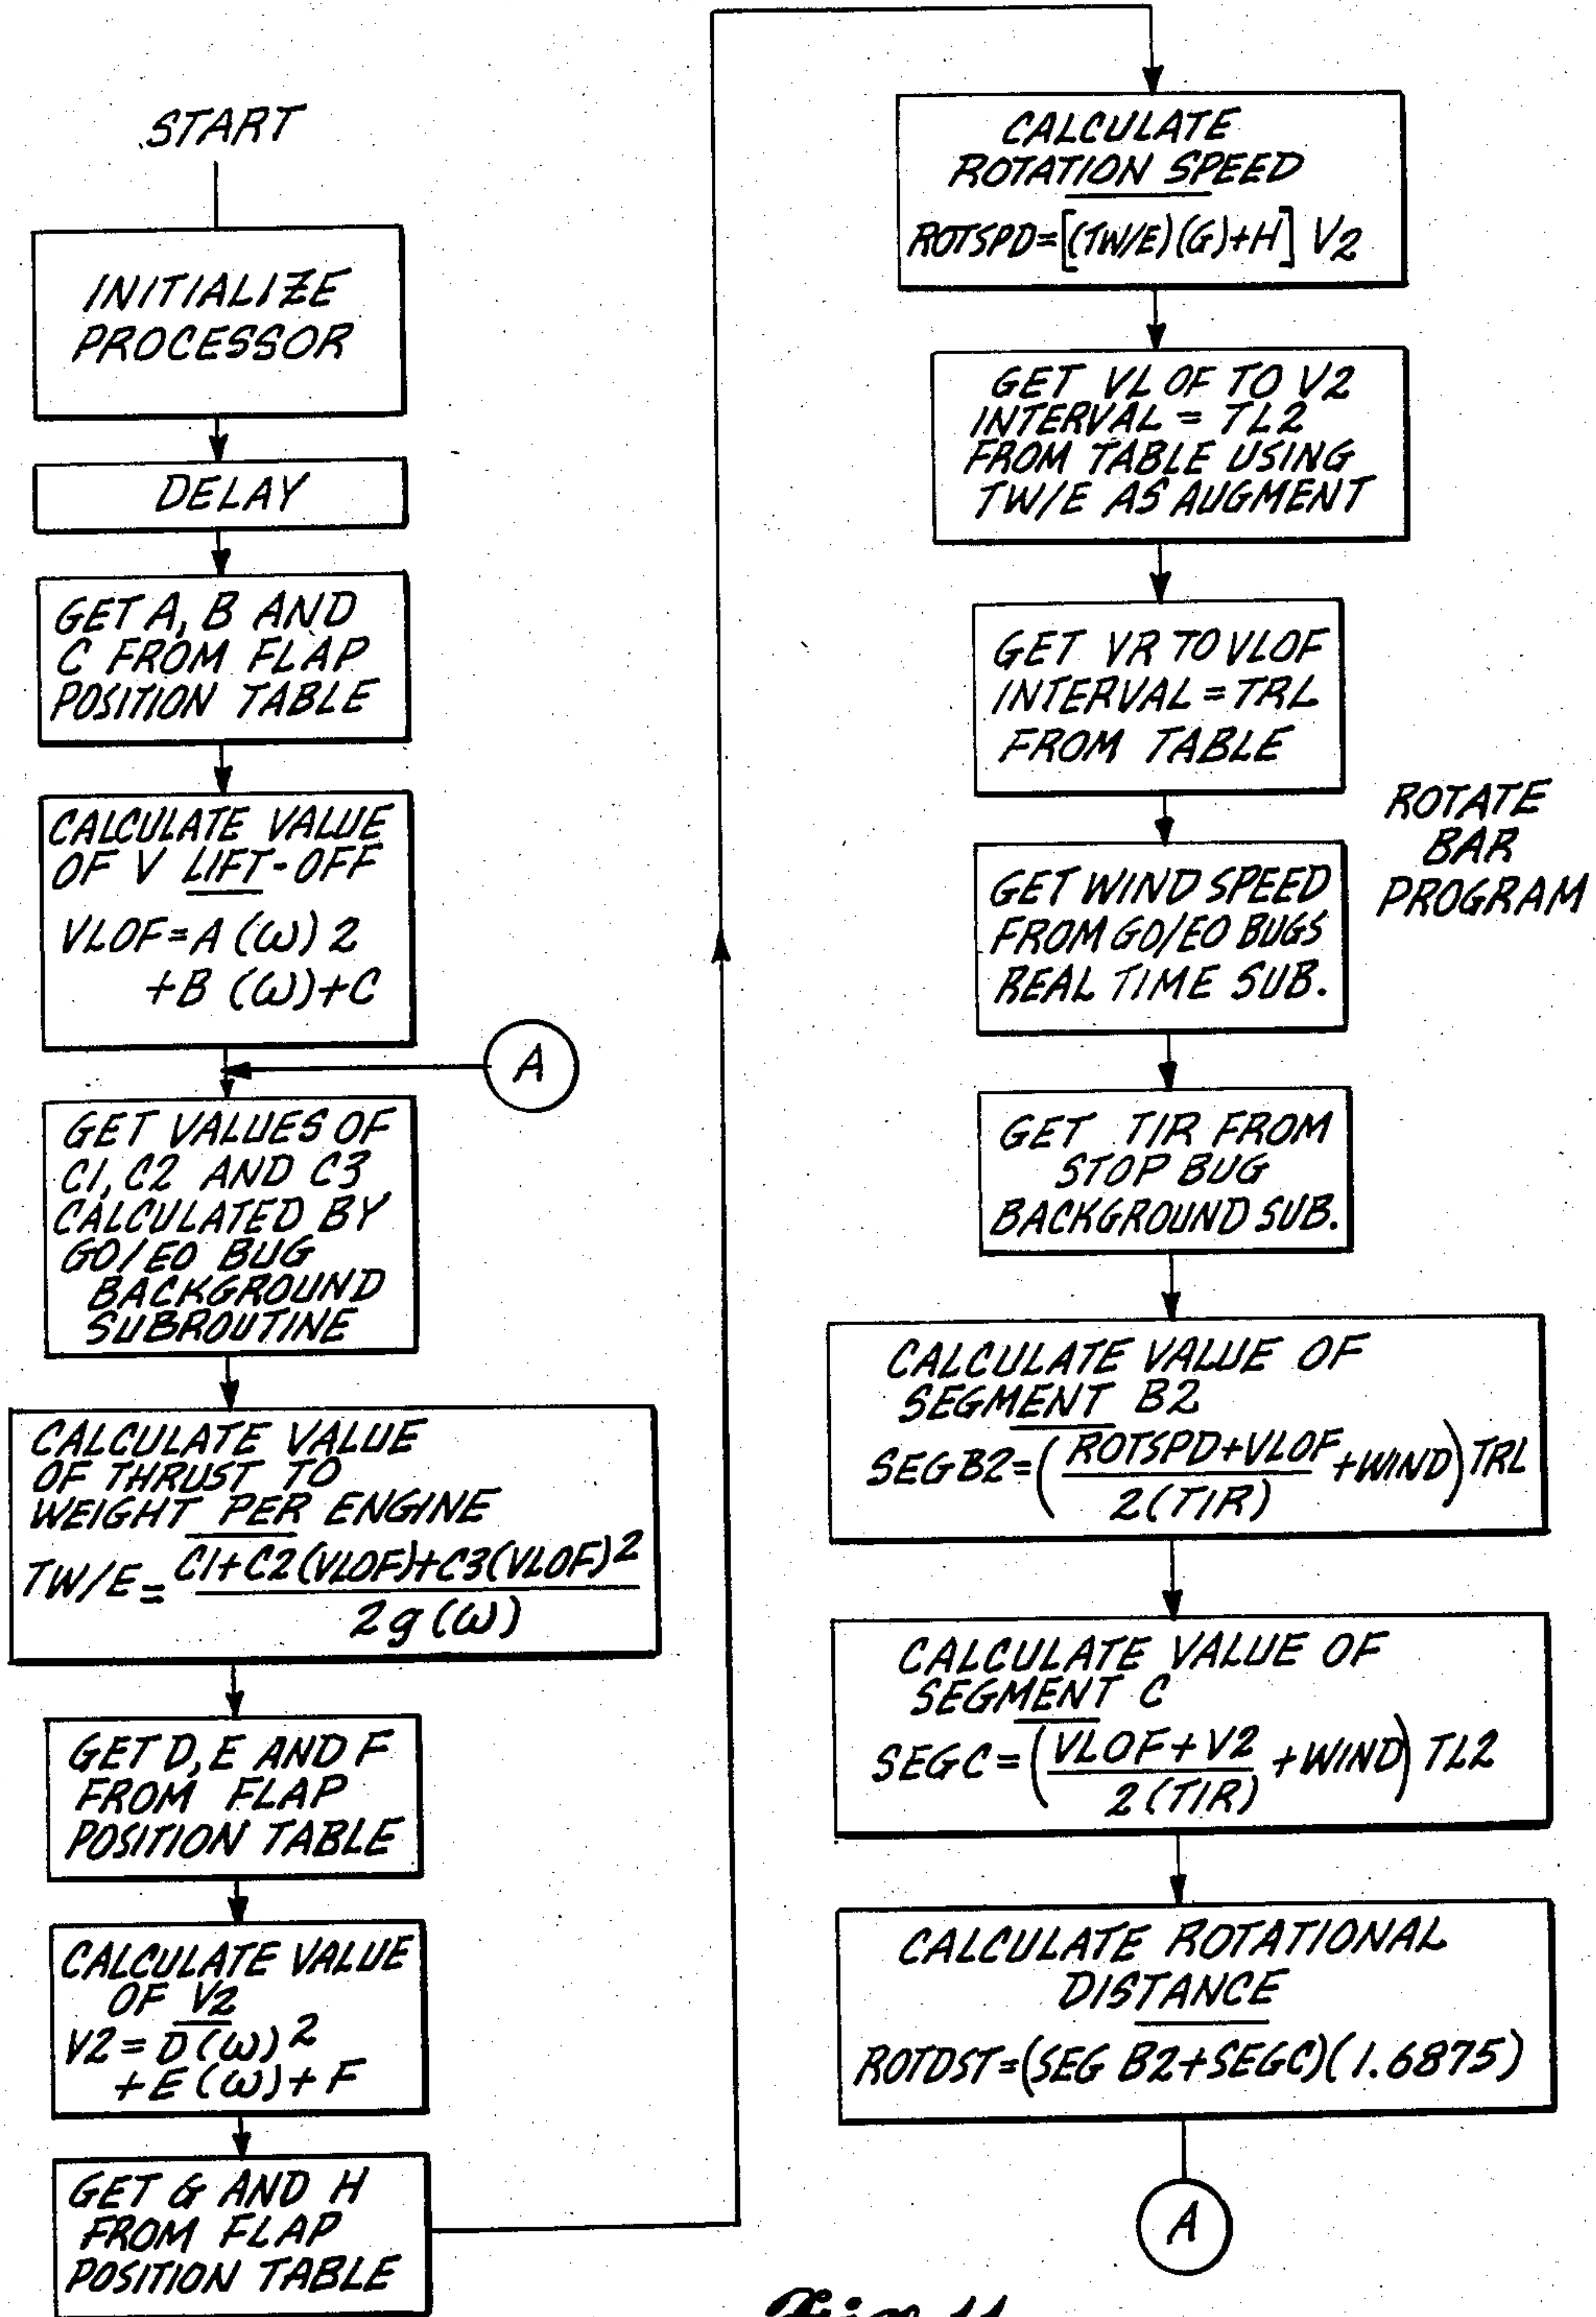 START
INITIALIZE
PROCESSOR
DELAY
GET A, B AND
C FROM FLAP
POSITION TABLE
CALCULATE VALUE
OF V LIFT-OFF
VLOF=A (ω) 2
+B (ω)+C
A
GET VALUES OF
C1, C2 AND C3
CALCULATED BY
GO/EO BUG
BACKGROUND
SUBROUTINE
CALCULATE VALUE
OF THRUST TO
WEIGHT PER ENGINE
TW/E= C1+C2(VLOF)+C3(VLOF)2
2g (ω)
GET D, E AND F
FROM FLAP
POSITION TABLE
CALCULATE VALUE
OF V2
V2= D(ω)2
+E (ω)+ F
GET G AND H
FROM FLAP
POSITION TABLE
CALCULATE
ROTATION SPEED
ROTSPD=[(TW/E)(G)+H] V2
GET VLOF TO V2
INTERVAL = TL2
FROM TABLE USING
TW/E AS AUGMENT
GET VR TO VLOF
INTERVAL=TRL
FROM TABLE
ROTATE
BAR
PROGRAM
GET WIND SPEED
FROM GO/EO BUGS
REAL TIME SUB.
GET TIR FROM
STOP BUG
BACKGROUND SUB.
CALCULATE VALUE OF
SEGMENT B2
SEGB2=(ROTSPD+VLOF +WIND) TRL
2(TIR)
CALCULATE VALUE OF
SEGMENT C
SEGC=(VLOF+V2 +WIND) TL2
2(TIR)
CALCULATE ROTATIONAL
DISTANCE
ROTDST=(SEG B2+SEGC)(1.6875)
A
Fig. 11